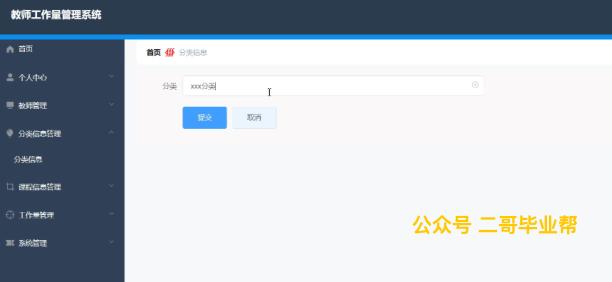 教师工作量管理系统
首页
个人中心
教师管理
分类信息管理
分类信息
课程信息管理
工作量管理
系统管理
首页 分类信息
分类 xxx分类
提交 取消
公众号 二哥毕业帮